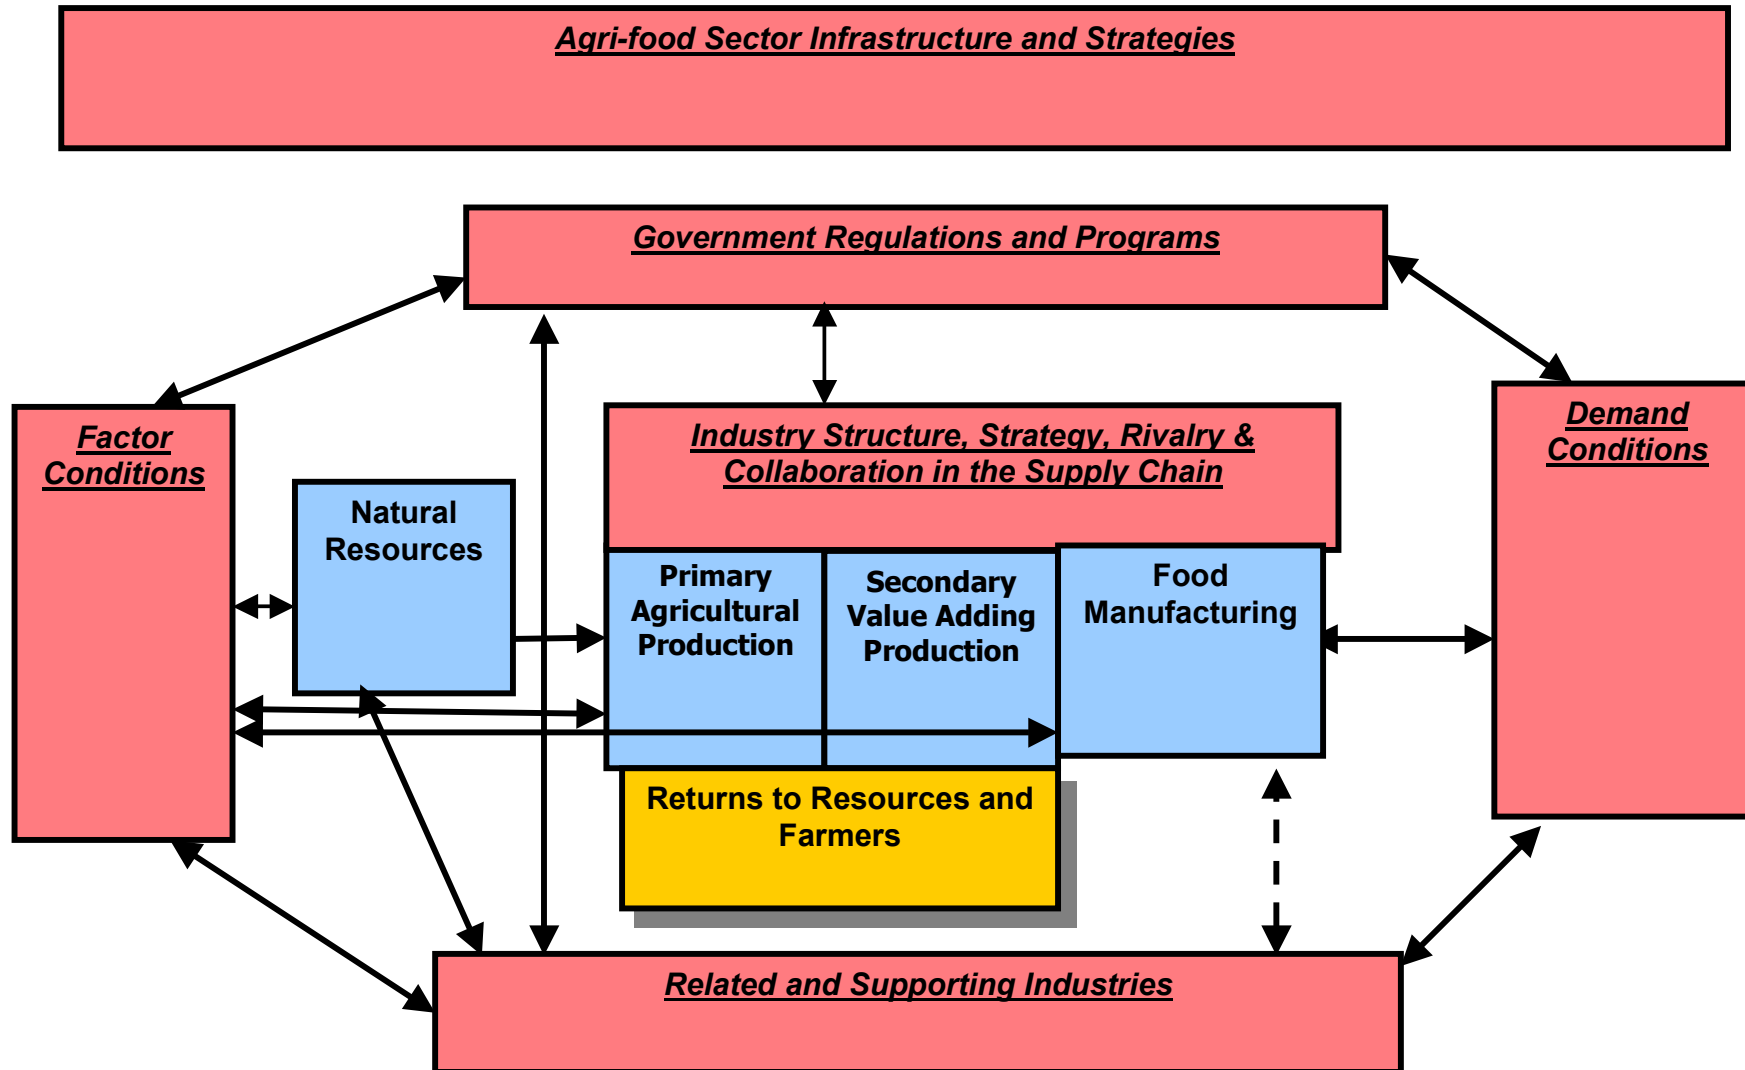 Agri-food Sector Infrastructure and Strategies
Government Regulations and Programs
Factor
Conditions
Natural
Resources
Industry Structure, Strategy, Rivalry &
Collaboration in the Supply Chain
Demand
Conditions
Primary
Agricultural
Production
Secondary
Value Adding
Production
Food
Manufacturing
Returns to Resources and
Farmers
Related and Supporting Industries